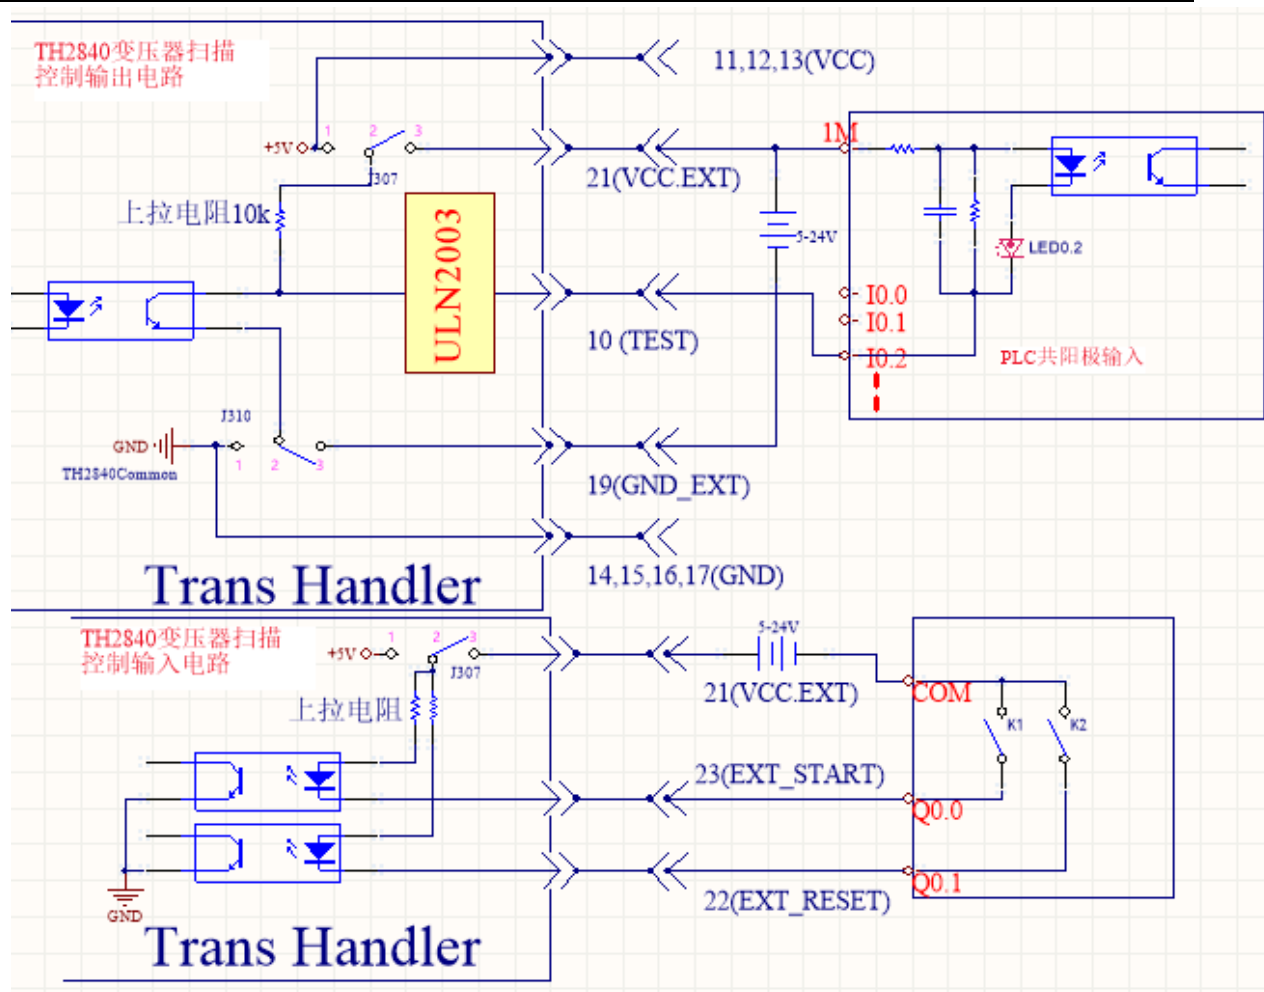 TH2840变压器扫描
控制输出电路
11,12,13(VCC)
+5V
1
2
3
J307
21(VCC.EXT)
1M
上拉电阻10k
ULN2003
5-24V
LED0.2
I0.0
I0.1
I0.2
10 (TEST)
PLC共阳极输入
J310
GND
TH2840Common
1
2
3
19(GND_EXT)
14,15,16,17(GND)
Trans Handler
TH2840变压器扫描
控制输入电路
+5V
1
2
3
J307
5-24V
21(VCC.EXT)
COM
上拉电阻
K1
K2
23(EXT_START)
Q0.0
22(EXT_RESET)
Q0.1
GND
Trans Handler